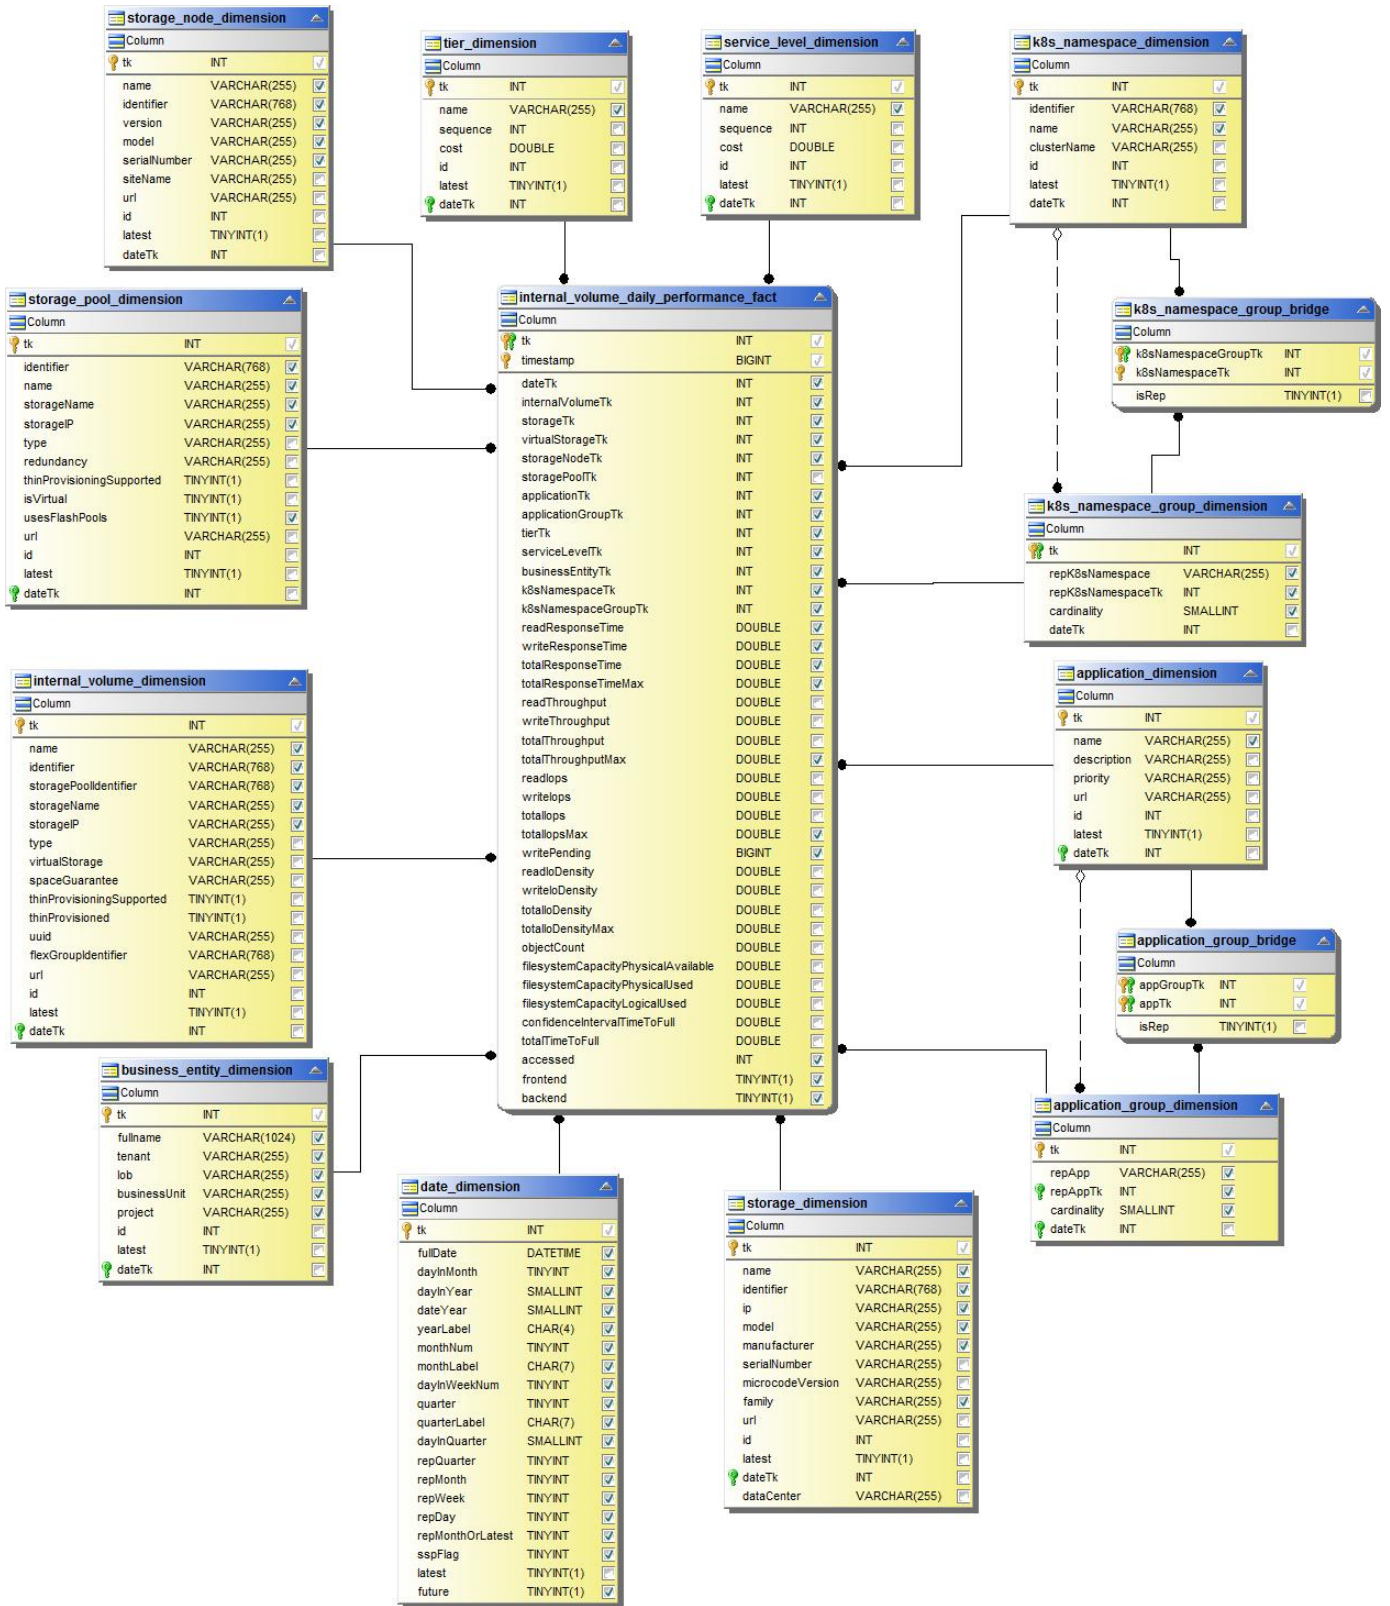 storage_node_dimension
Column
tk INT
name VARCHAR(255)
identifier VARCHAR(768)
version VARCHAR(255)
model VARCHAR(255)
serialNumber VARCHAR(255)
siteName VARCHAR(255)
url VARCHAR(255)
id INT
latest TINYINT(1)
dateTk INT
tier_dimension
Column
tk INT
name VARCHAR(255)
sequence INT
cost DOUBLE
id INT
latest TINYINT(1)
dateTk INT
service_level_dimension
Column
tk INT
name VARCHAR(255)
sequence INT
cost DOUBLE
id INT
latest TINYINT(1)
dateTk INT
k8s_namespace_dimension
Column
tk INT
identifier VARCHAR(768)
name VARCHAR(255)
clusterName VARCHAR(255)
id INT
latest TINYINT(1)
dateTk INT
storage_pool_dimension
Column
tk INT
identifier VARCHAR(768)
name VARCHAR(255)
storageName VARCHAR(255)
storageIP VARCHAR(255)
type VARCHAR(255)
redundancy VARCHAR(255)
thinProvisioningSupported TINYINT(1)
isVirtual TINYINT(1)
usesFlashPools TINYINT(1)
url VARCHAR(255)
id INT
latest TINYINT(1)
dateTk INT
internal_volume_daily_performance_fact
Column
tk INT
timestamp BIGINT
dateTk INT
internalVolumeTk INT
storageTk INT
virtualStorageTk INT
storageNodeTk INT
storagePoolTk INT
applicationTk INT
applicationGroupTk INT
tierTk INT
serviceLevelTk INT
businessEntityTk INT
k8sNamespaceTk INT
k8sNamespaceGroupTk INT
readResponseTime DOUBLE
writeResponseTime DOUBLE
totalResponseTime DOUBLE
totalResponseTimeMax DOUBLE
readThroughput DOUBLE
writeThroughput DOUBLE
totalThroughput DOUBLE
totalThroughputMax DOUBLE
readIops DOUBLE
writeIops DOUBLE
totalIops DOUBLE
totalIopsMax DOUBLE
writePending BIGINT
readIoDensity DOUBLE
writeIoDensity DOUBLE
totalIoDensity DOUBLE
totalIoDensityMax DOUBLE
objectCount DOUBLE
filesystemCapacityPhysicalAvailable DOUBLE
filesystemCapacityPhysicalUsed DOUBLE
filesystemCapacityLogicalUsed DOUBLE
confidenceIntervalTimeToFull DOUBLE
totalTimeToFull DOUBLE
accessed INT
frontend TINYINT(1)
backend TINYINT(1)
k8s_namespace_group_bridge
Column
k8sNamespaceGroupTk INT
k8sNamespaceTk INT
isRep TINYINT(1)
k8s_namespace_group_dimension
Column
tk INT
repK8sNamespace VARCHAR(255)
repK8sNamespaceTk INT
cardinality SMALLINT
dateTk INT
internal_volume_dimension
Column
tk INT
name VARCHAR(255)
identifier VARCHAR(768)
storagePoolIdentifier VARCHAR(768)
storageName VARCHAR(255)
storageIP VARCHAR(255)
type VARCHAR(255)
virtualStorage VARCHAR(255)
spaceGuarantee VARCHAR(255)
thinProvisioningSupported TINYINT(1)
thinProvisioned TINYINT(1)
uuid VARCHAR(255)
flexGroupIdentifier VARCHAR(768)
url VARCHAR(255)
id INT
latest TINYINT(1)
dateTk INT
application_dimension
Column
tk INT
name VARCHAR(255)
description VARCHAR(255)
priority VARCHAR(255)
url VARCHAR(255)
id INT
latest TINYINT(1)
dateTk INT
application_group_bridge
Column
appGroupTk INT
appTk INT
isRep TINYINT(1)
business_entity_dimension
Column
tk INT
fullname VARCHAR(1024)
tenant VARCHAR(255)
lob VARCHAR(255)
businessUnit VARCHAR(255)
project VARCHAR(255)
id INT
latest TINYINT(1)
dateTk INT
application_group_dimension
Column
tk INT
repApp VARCHAR(255)
repAppTk INT
cardinality SMALLINT
dateTk INT
date_dimension
Column
tk INT
fullDate DATETIME
dayInMonth TINYINT
dayInYear SMALLINT
dateYear SMALLINT
yearLabel CHAR(4)
monthNum TINYINT
monthLabel CHAR(7)
dayInWeekNum TINYINT
quarter TINYINT
quarterLabel CHAR(7)
dayInQuarter SMALLINT
repQuarter TINYINT
repMonth TINYINT
repWeek TINYINT
repDay TINYINT
repMonthOrLatest TINYINT
sspFlag TINYINT
latest TINYINT(1)
future TINYINT(1)
storage_dimension
Column
tk INT
name VARCHAR(255)
identifier VARCHAR(768)
ip VARCHAR(255)
model VARCHAR(255)
manufacturer VARCHAR(255)
serialNumber VARCHAR(255)
microcodeVersion VARCHAR(255)
family VARCHAR(255)
url VARCHAR(255)
id INT
latest TINYINT(1)
dateTk INT
dataCenter VARCHAR(255)